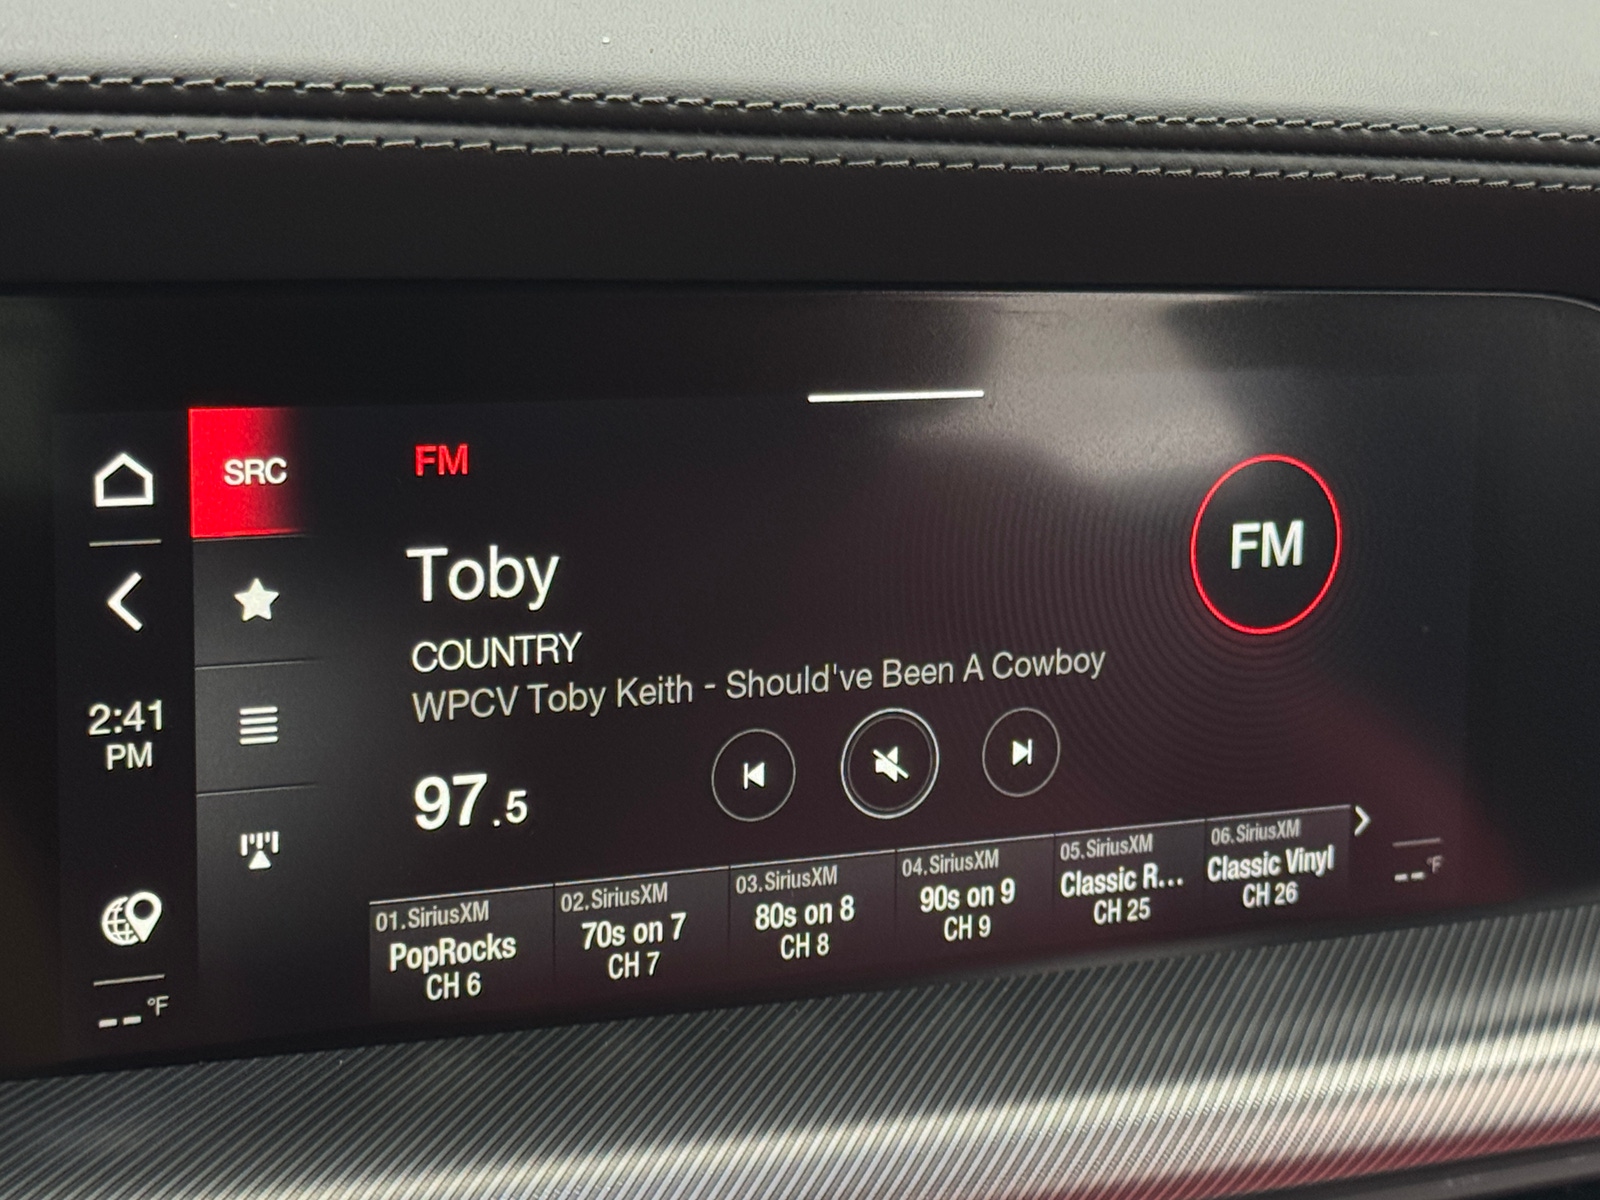 SRC
FM
FM
Toby
COUNTRY
WPCV Toby Keith - Should've Been A Cowboy
2:41
PM
97.5
01.SiriusXM
PopRocks
CH 6
02.SiriusXM
70s on 7
CH 7
03.SiriusXM
80s on 8
CH 8
04.SiriusXM
90s on 9
CH 9
05.SiriusXM
Classic R...
CH 25
06.SiriusXM
Classic Vinyl
CH 26
--°F
--°F